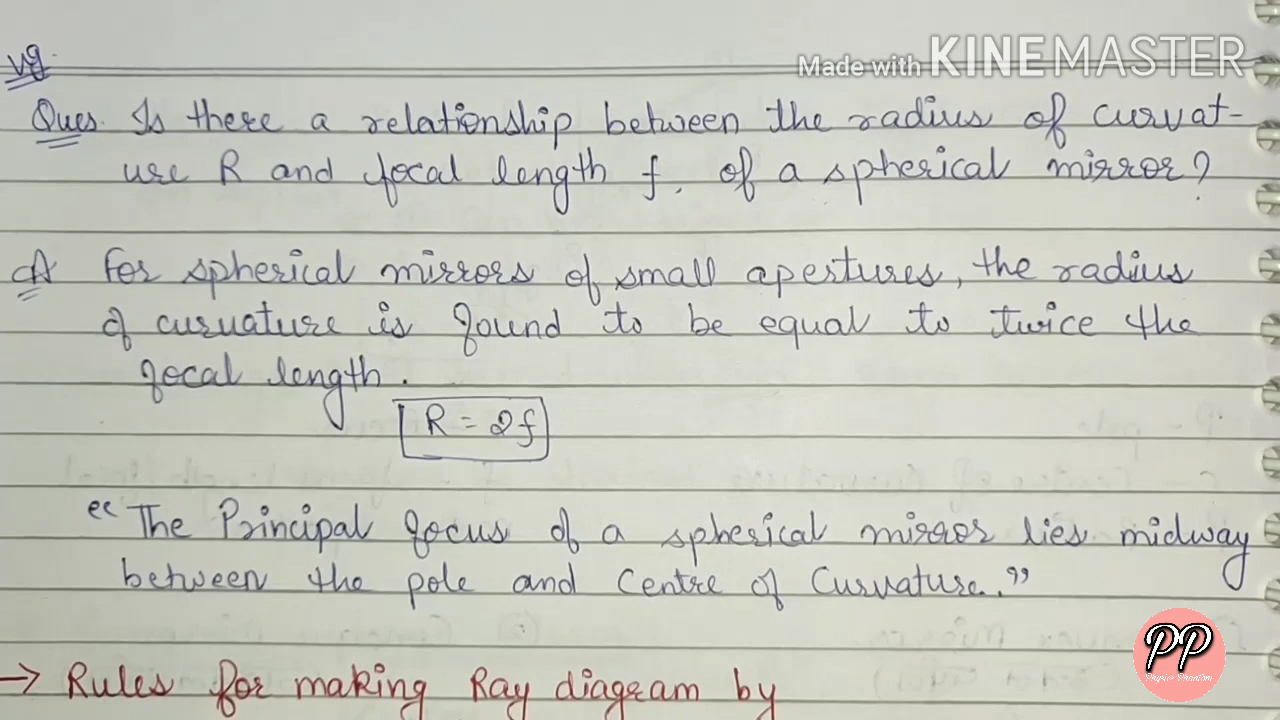 Made with KINEMASTER
vg.
Ques. Is there a relationship between the radius of curvat-
ure R and focal length f. of a spherical mirror?
A For spherical mirrors of small apertures, the radius
of curvature is found to be equal to twice the
focal length.
R = 2f
"The Principal focus of a spherical mirror lies midway
between the pole and Centre of Curvature."
→ Rules for making Ray diagram by
PP